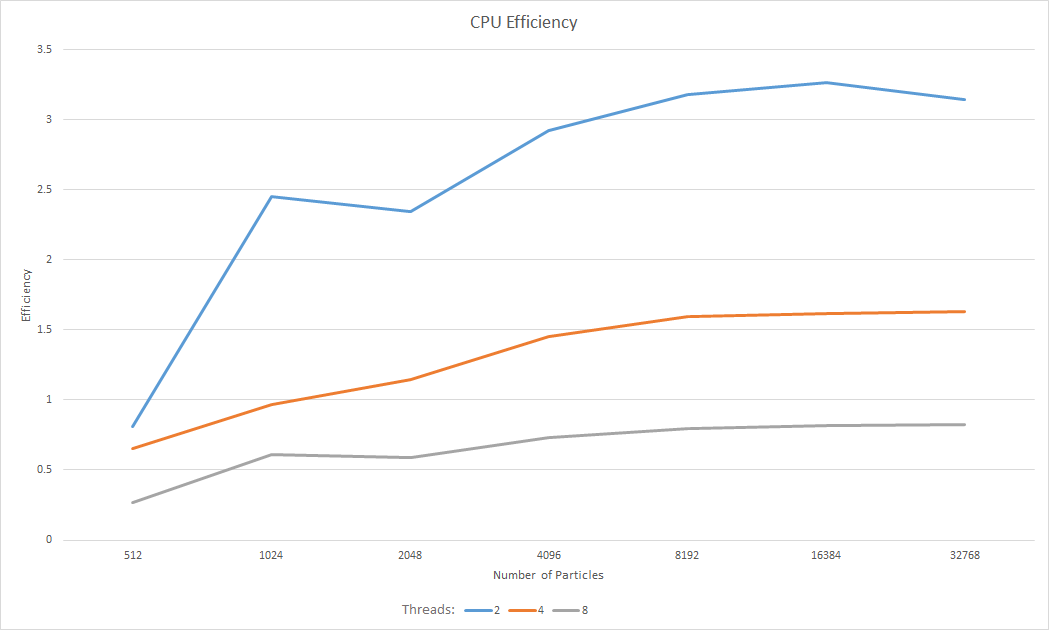 CPU Efficiency
3.5
3
2.5
2
1.5
1
0.5
0
Efficiency
512 1024 2048 4096 8192 16384 32768
Number of Particles
Threads: 2 4 8